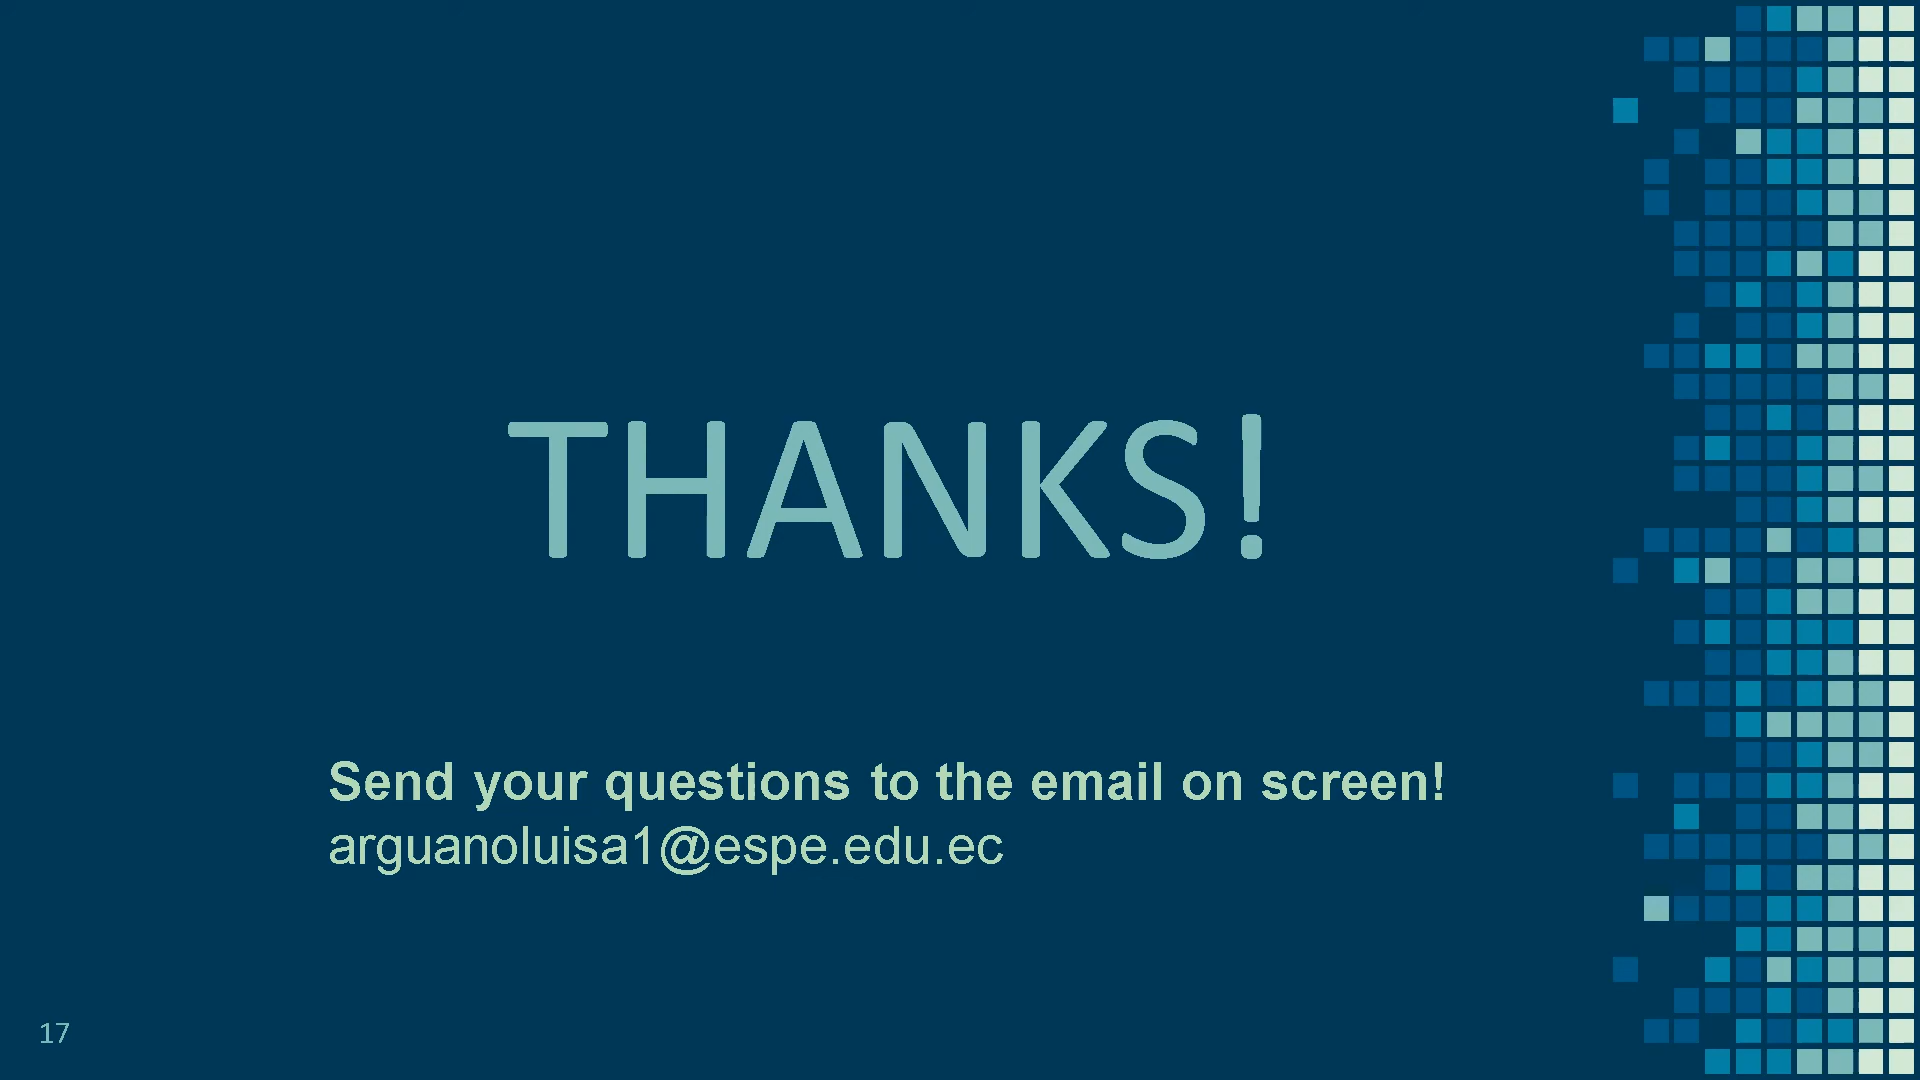 THANKS!
Send your questions to the email on screen!
arguanoluisa1@espe.edu.ec
17